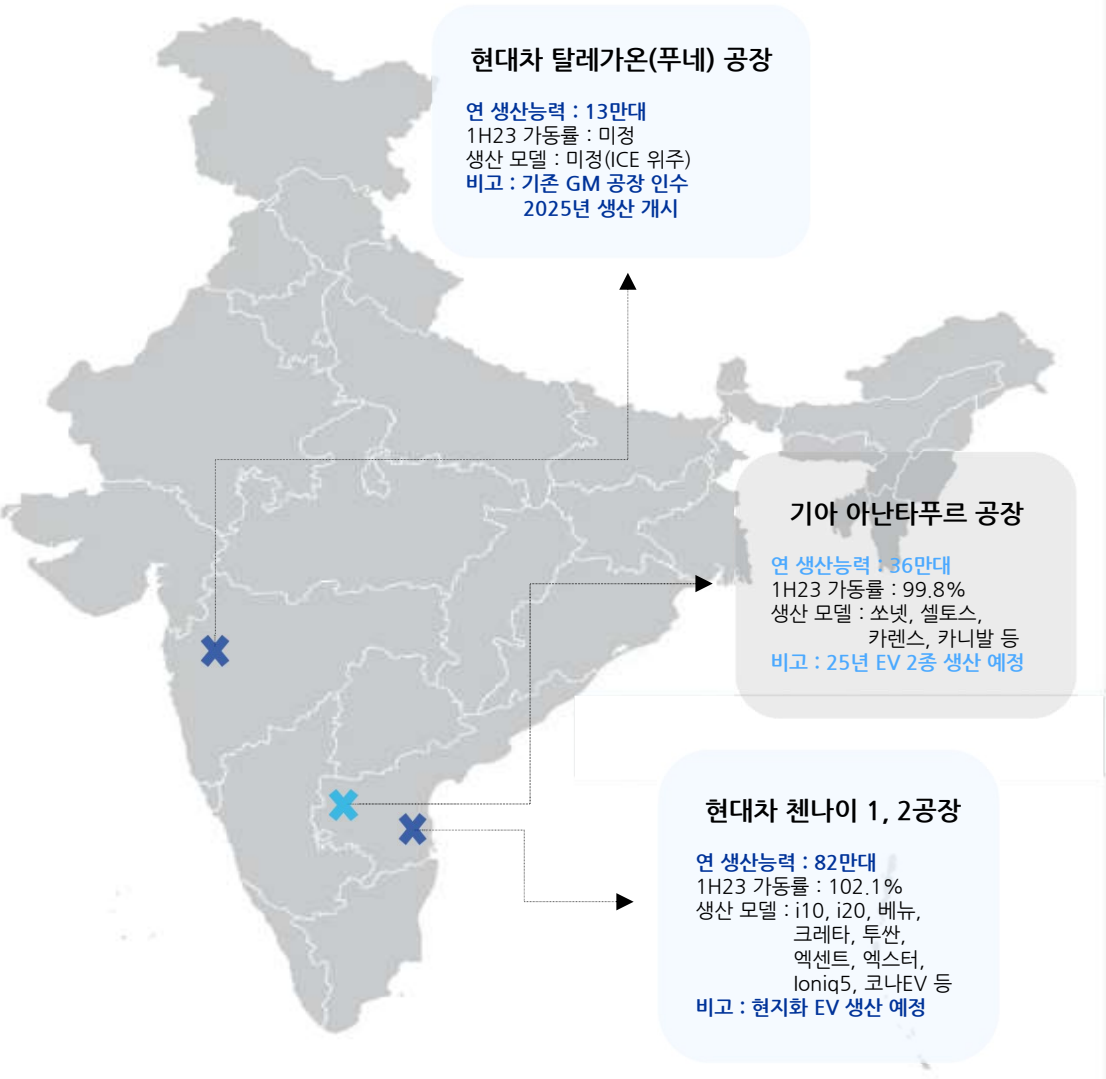 현대차 탈레가온(푸네) 공장
연 생산능력 : 13만대
1H23 가동률 : 미정
생산 모델 : 미정(ICE 위주)
비고 : 기존 GM 공장 인수
2025년 생산 개시
기아 아난타푸르 공장
연 생산능력 : 36만대
1H23 가동률 : 99.8%
생산 모델 : 쏘넷, 셀토스,
카렌스, 카니발 등
비고 : 25년 EV 2종 생산 예정
현대차 첸나이 1, 2공장
연 생산능력 : 82만대
1H23 가동률 : 102.1%
생산 모델 : i10, i20, 베뉴,
크레타, 투싼,
엑센트, 엑스터,
Ioniq5, 코나EV 등
비고 : 현지화 EV 생산 예정